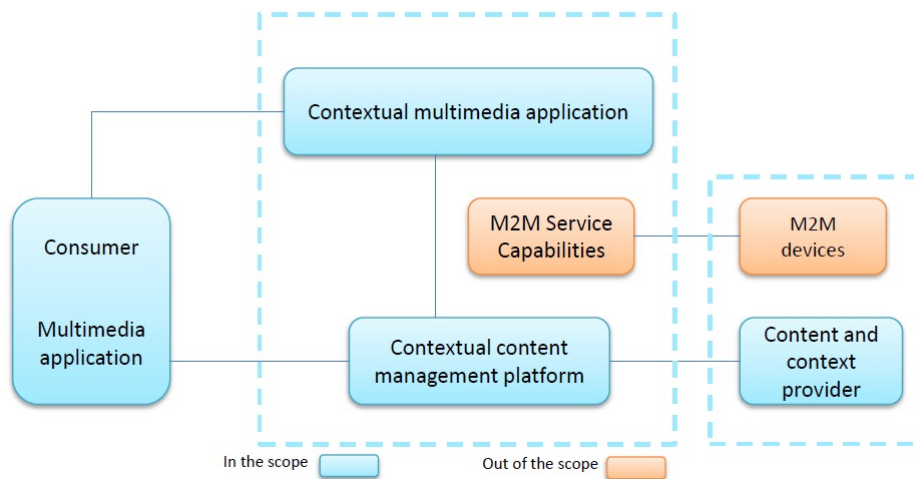 Contextual multimedia application
Consumer
Multimedia
application
M2M Service
Capabilities
M2M
devices
Contextual content
management platform
Content and
context
provider
In the scope
Out of the scope